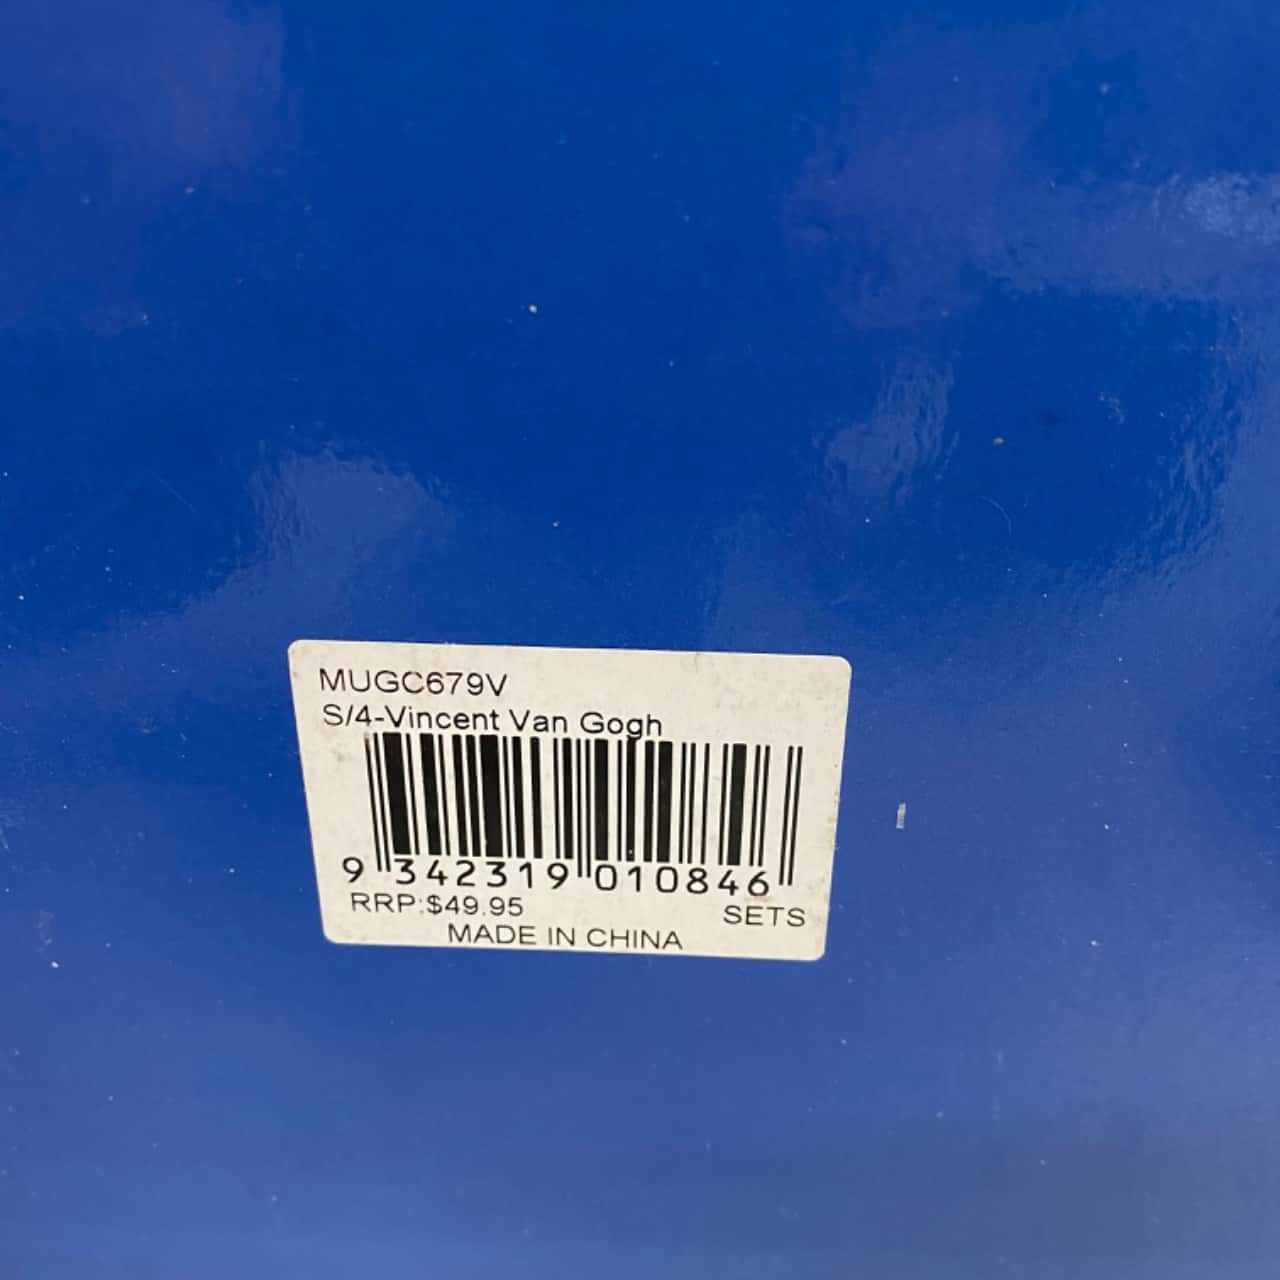 MUGC679V
S/4-Vincent Van Gogh
9 342319 010846
RRP:$49.95 SETS
MADE IN CHINA